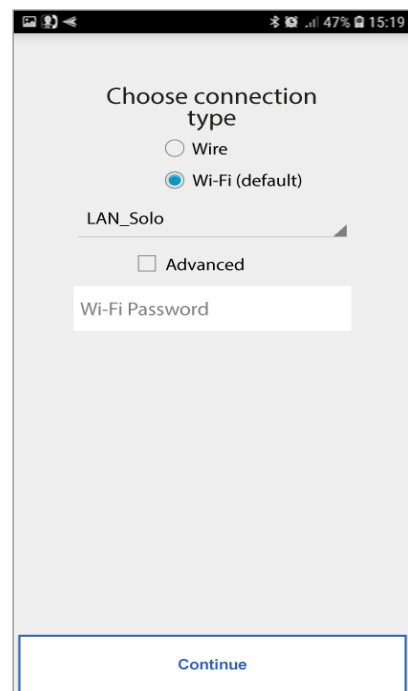 47% 15:19
Choose connection
type
Wire
Wi-Fi (default)
LAN_Solo
Advanced
Wi-Fi Password
Continue